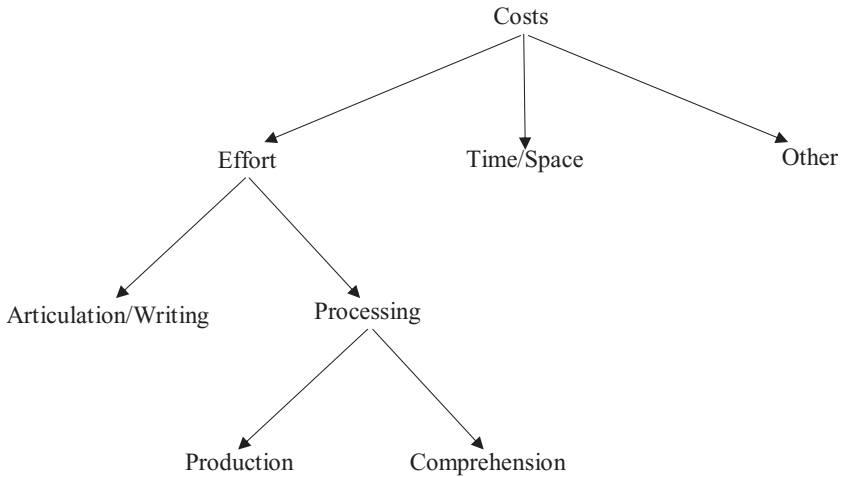 Costs
Effort
Time/Space
Other
Articulation/Writing
Processing
Production
Comprehension